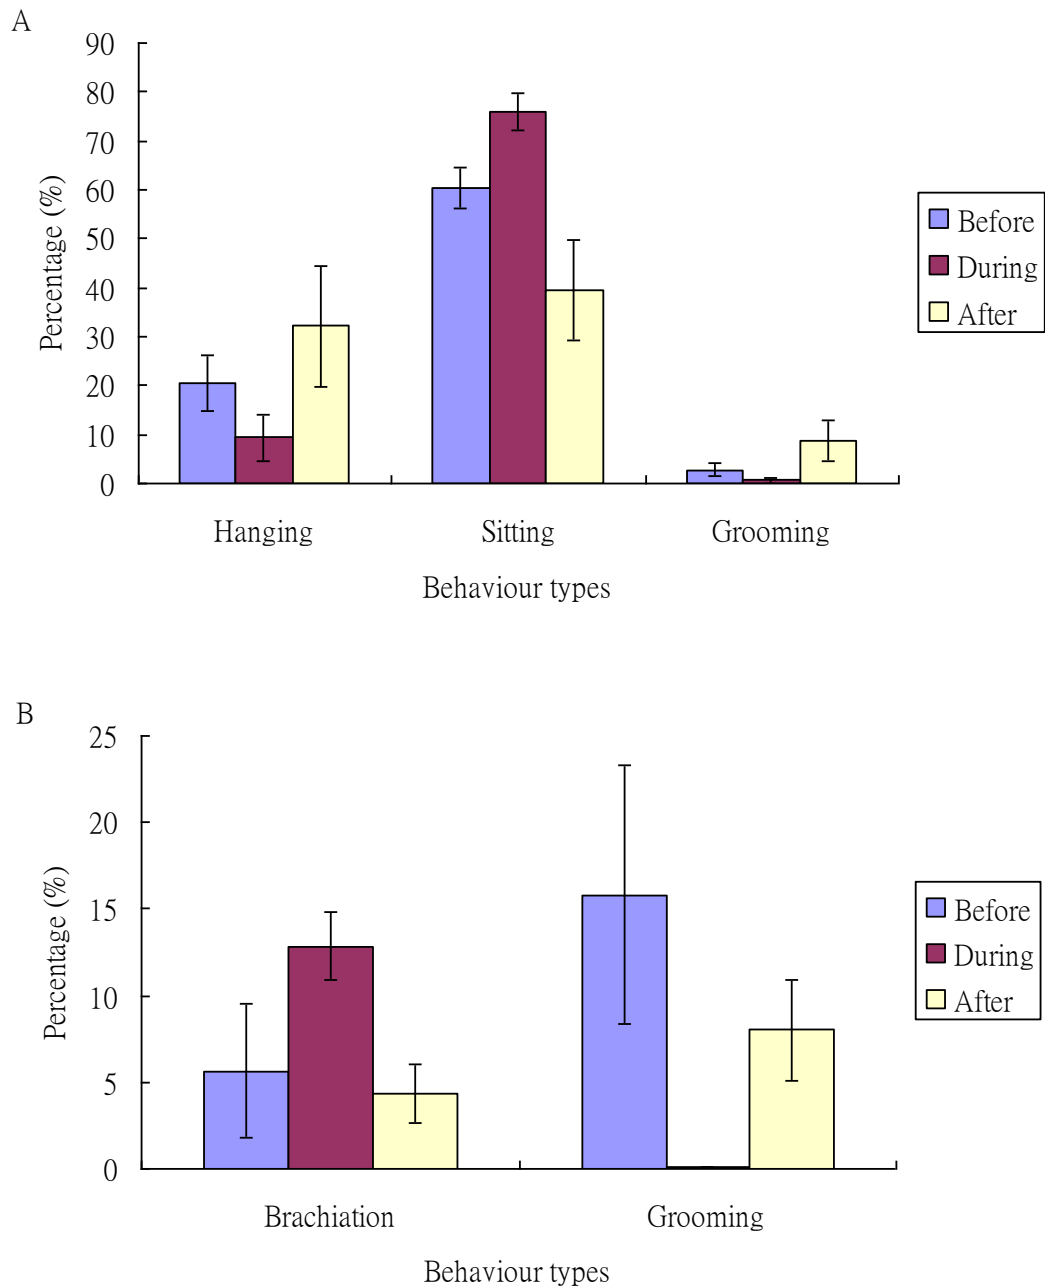 A
90
80
70
60
50
40
30
20
10
0
Percentage (%)
Hanging Sitting Grooming
Behaviour types
Before
During
After
B
25
20
15
10
5
0
Percentage (%)
Brachiation Grooming
Behaviour types
Before
During
After